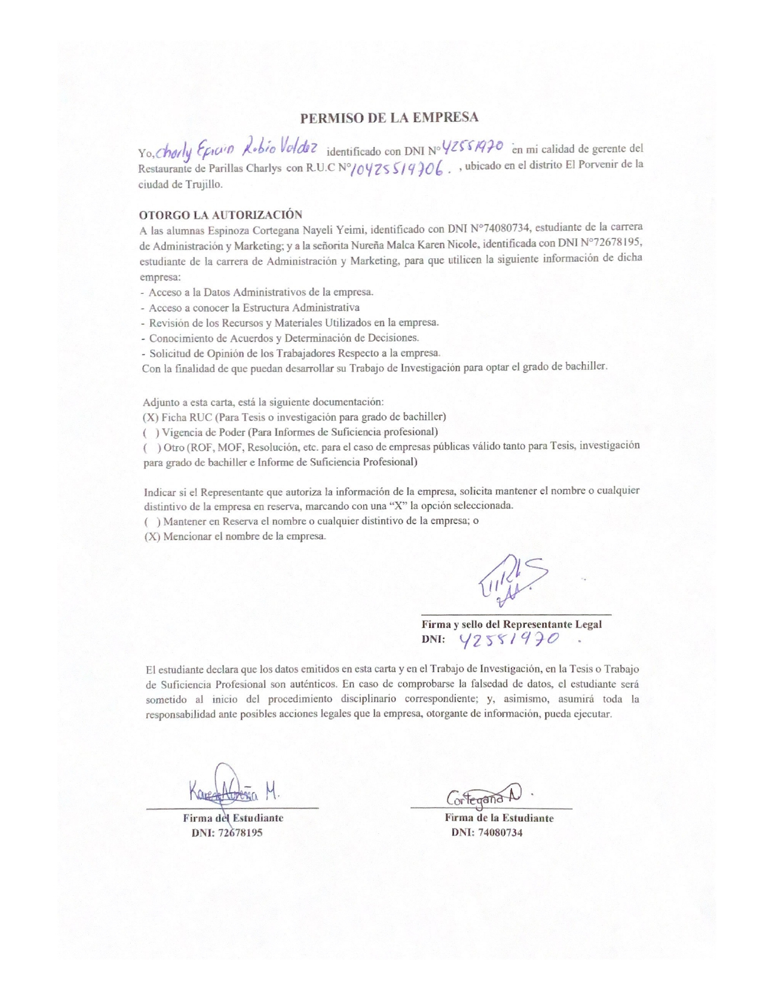 PERMISO DE LA EMPRESA
Yo, Charly Efrain Rubio Valdez identificado con DNI N° 42551970 en mi calidad de gerente del
Restaurante de Parillas Charlys con R.U.C N° 10425519706. , ubicado en el distrito El Porvenir de la
ciudad de Trujillo.
OTORGO LA AUTORIZACIÓN
A las alumnas Espinoza Cortegana Nayeli Yeimi, identificado con DNI N°74080734, estudiante de la carrera
de Administración y Marketing; y a la señorita Nureña Malca Karen Nicole, identificada con DNI N°72678195,
estudiante de la carrera de Administración y Marketing, para que utilicen la siguiente información de dicha
empresa:
- Acceso a la Datos Administrativos de la empresa.
- Acceso a conocer la Estructura Administrativa
- Revisión de los Recursos y Materiales Utilizados en la empresa.
- Conocimiento de Acuerdos y Determinación de Decisiones.
- Solicitud de Opinión de los Trabajadores Respecto a la empresa.
Con la finalidad de que puedan desarrollar su Trabajo de Investigación para optar el grado de bachiller.
Adjunto a esta carta, está la siguiente documentación:
(X) Ficha RUC (Para Tesis o investigación para grado de bachiller)
( ) Vigencia de Poder (Para Informes de Suficiencia profesional)
( ) Otro (ROF, MOF, Resolución, etc. para el caso de empresas públicas válido tanto para Tesis, investigación
para grado de bachiller e Informe de Suficiencia Profesional)
Indicar si el Representante que autoriza la información de la empresa, solicita mantener el nombre o cualquier
distintivo de la empresa en reserva, marcando con una “X” la opción seleccionada.
( ) Mantener en Reserva el nombre o cualquier distintivo de la empresa; o
(X) Mencionar el nombre de la empresa.
Firma y sello del Representante Legal
DNI: 42551970 .
El estudiante declara que los datos emitidos en esta carta y en el Trabajo de Investigación, en la Tesis o Trabajo
de Suficiencia Profesional son auténticos. En caso de comprobarse la falsedad de datos, el estudiante será
sometido al inicio del procedimiento disciplinario correspondiente; y, asimismo, asumirá toda la
responsabilidad ante posibles acciones legales que la empresa, otorgante de información, pueda ejecutar.
Karen Nureña M.
Cortegana N.
Firma del Estudiante
Firma de la Estudiante
DNI: 72678195
DNI: 74080734